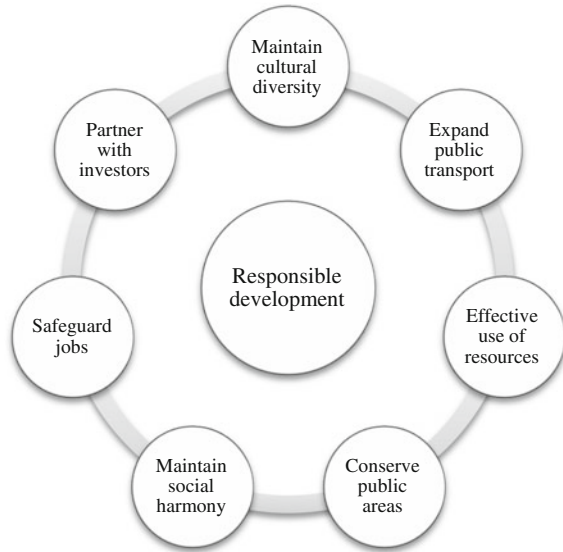 Maintain
cultural
diversity
Expand
public
transport
Effective
use of
resources
Conserve
public
areas
Maintain
social
harmony
Safeguard
jobs
Partner
with
investors
Responsible
development